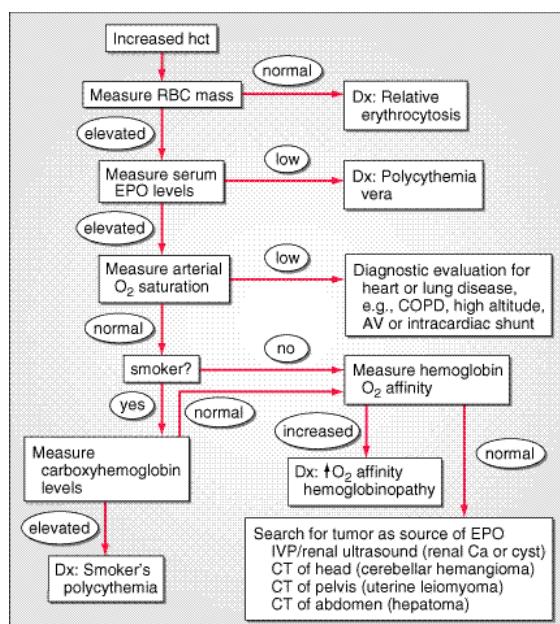 Increased hct
normal
Measure RBC mass
Dx: Relative
erythrocytosis
elevated
Measure serum
EPO levels
low
Dx: Polycythemia
vera
elevated
Measure arterial
O₂ saturation
low
Diagnostic evaluation for
heart or lung disease,
e.g., COPD, high altitude,
AV or intracardiac shunt
normal
smoker?
no
Measure hemoglobin
O₂ affinity
yes
normal
Measure
carboxyhemoglobin
levels
increased
normal
Dx: ↑O₂ affinity
hemoglobinopathy
elevated
Dx: Smoker's
polycythemia
Search for tumor as source of EPO
IVP/renal ultrasound (renal Ca or cyst)
CT of head (cerebellar hemangioma)
CT of pelvis (uterine leiomyoma)
CT of abdomen (hepatoma)